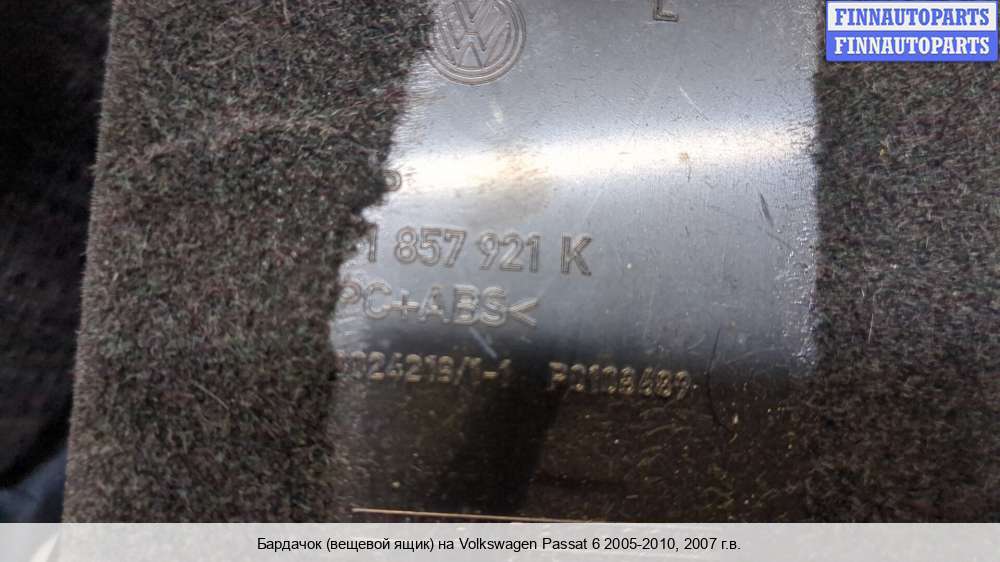 FINNAUTOPARTS
FINNAUTOPARTS
L
1 857 921 K
PC+ABS<
Бардачок (вещевой ящик) на Volkswagen Passat 6 2005-2010, 2007 г.в.